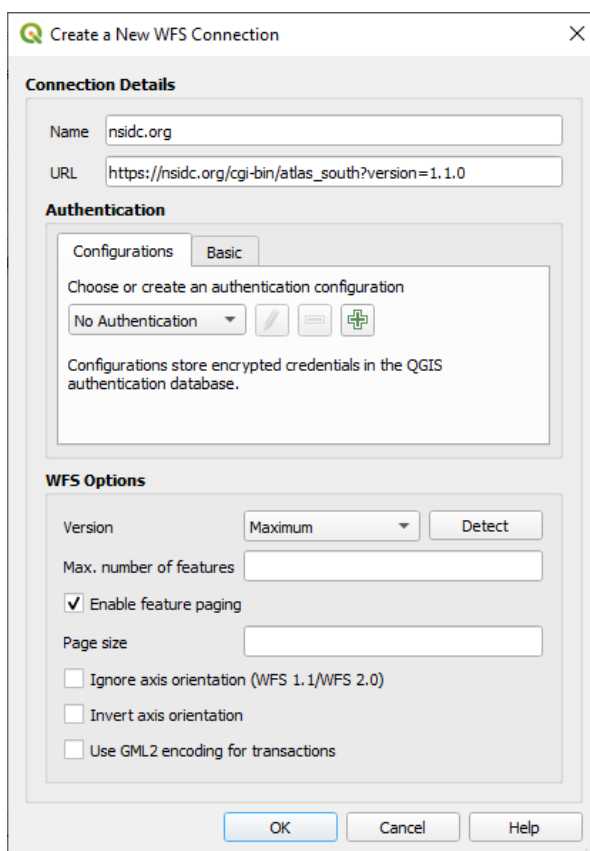 Create a New WFS Connection
Connection Details
Name nsidc.org
URL https://nsidc.org/cgi-bin/atlas_south?version=1.1.0
Authentication
Configurations Basic
Choose or create an authentication configuration
No Authentication
Configurations store encrypted credentials in the QGIS
authentication database.
WFS Options
Version Maximum Detect
Max. number of features
Enable feature paging
Page size
Ignore axis orientation (WFS 1.1/WFS 2.0)
Invert axis orientation
Use GML2 encoding for transactions
OK Cancel Help